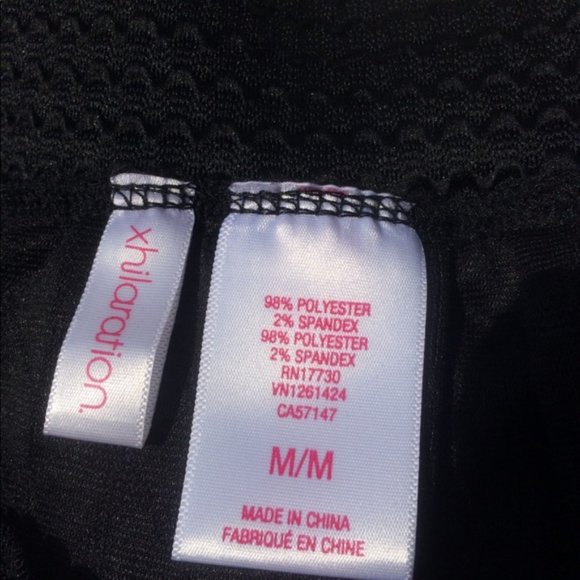 xhilaration.
98% POLYESTER
2% SPANDEX
98% POLYESTER
2% SPANDEX
RN17730
VN1261424
CA57147
M/M
MADE IN CHINA
FABRIQUÉ EN CHINE